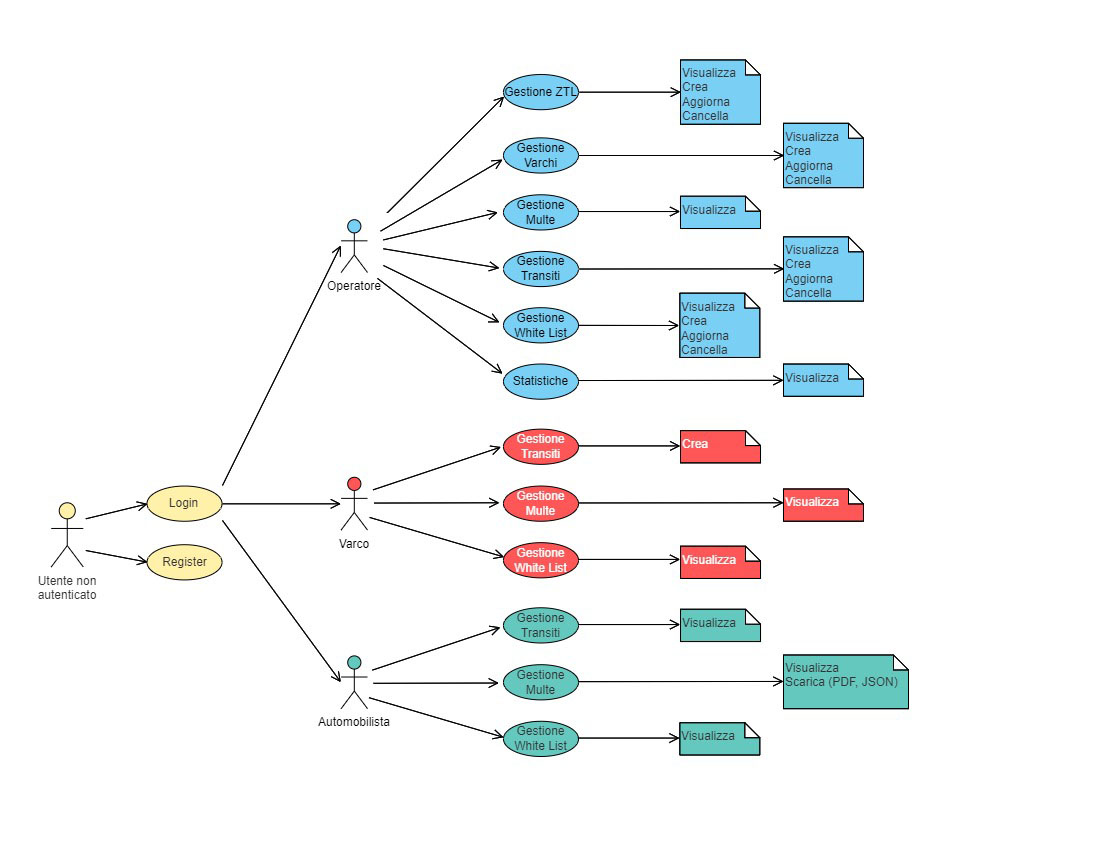 Gestione ZTL
Visualizza
Crea
Aggiorna
Cancella
Gestione
Varchi
Visualizza
Crea
Aggiorna
Cancella
Gestione
Multe
Visualizza
Operatore
Gestione
Transiti
Visualizza
Crea
Aggiorna
Cancella
Gestione
White List
Visualizza
Crea
Aggiorna
Cancella
Statistiche
Visualizza
Gestione
Transiti
Crea
Login
Varco
Gestione
Multe
Visualizza
Utente non
autenticato
Register
Gestione
White List
Visualizza
Gestione
Transiti
Visualizza
Automobilista
Gestione
Multe
Visualizza
Scarica (PDF, JSON)
Gestione
White List
Visualizza